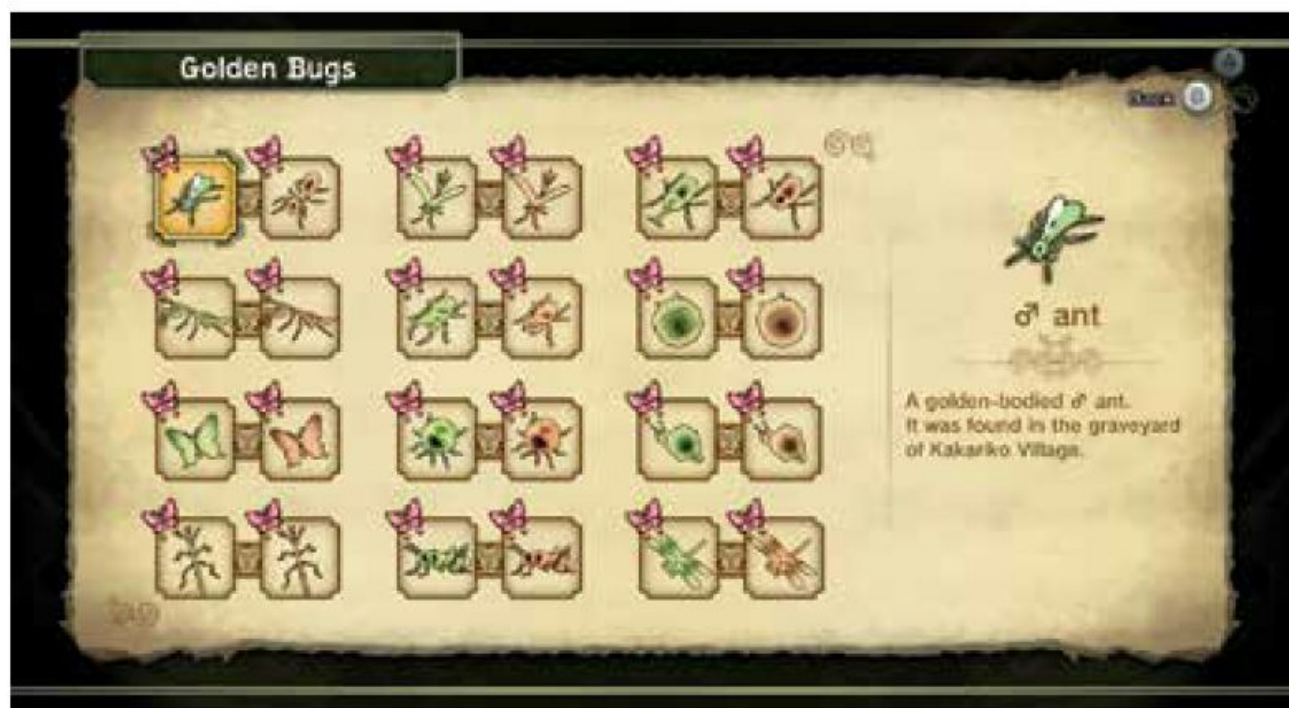 Golden Bugs
♂ ant
A golden-bodied ♂ ant.
It was found in the graveyard
of Kakariko Village.